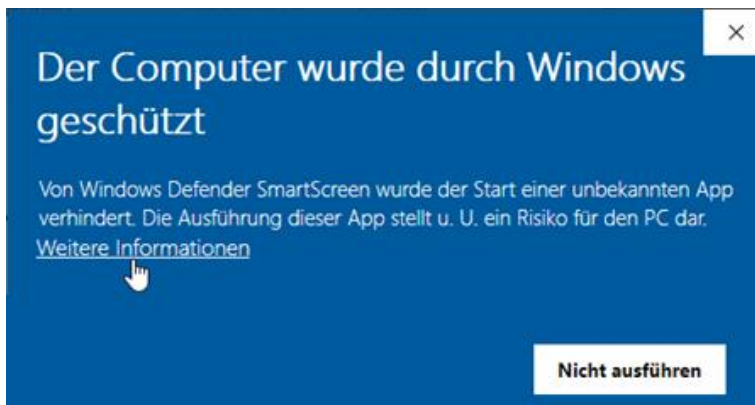 Der Computer wurde durch Windows
geschützt
Von Windows Defender SmartScreen wurde der Start einer unbekannten App
verhindert. Die Ausführung dieser App stellt u. U. ein Risiko für den PC dar.
Weitere Informationen
Nicht ausführen